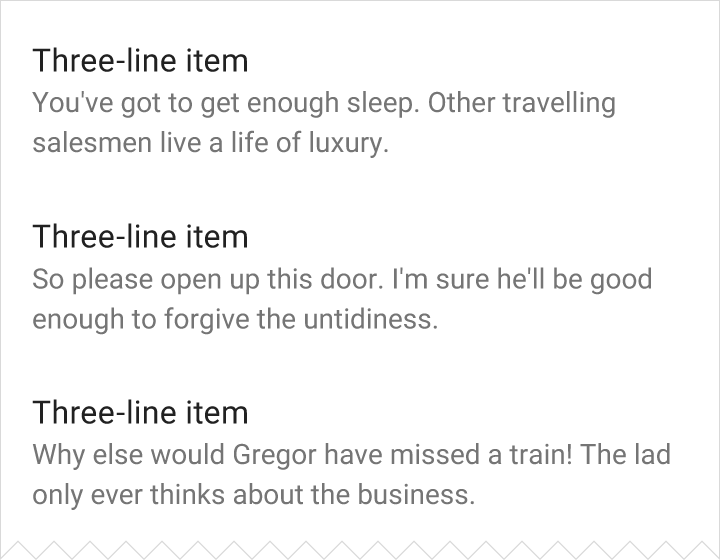 Three-line item
You've got to get enough sleep. Other travelling
salesmen live a life of luxury.
Three-line item
So please open up this door. I'm sure he'll be good
enough to forgive the untidiness.
Three-line item
Why else would Gregor have missed a train! The lad
only ever thinks about the business.